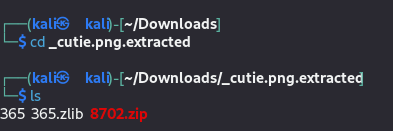 ┌──(kali㉿kali)-[~/Downloads]
└─$ cd _cutie.png.extracted
┌──(kali㉿kali)-[~/Downloads/_cutie.png.extracted]
└─$ ls
365 365.zlib 8702.zip